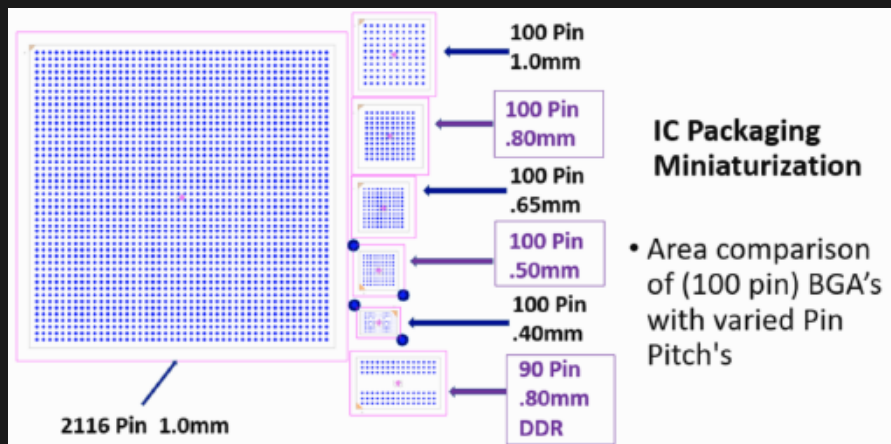 100 Pin
1.0mm
100 Pin
.80mm
100 Pin
.65mm
100 Pin
.50mm
100 Pin
.40mm
90 Pin
.80mm
DDR
2116 Pin 1.0mm
IC Packaging
Miniaturization
• Area comparison
of (100 pin) BGA's
with varied Pin
Pitch's